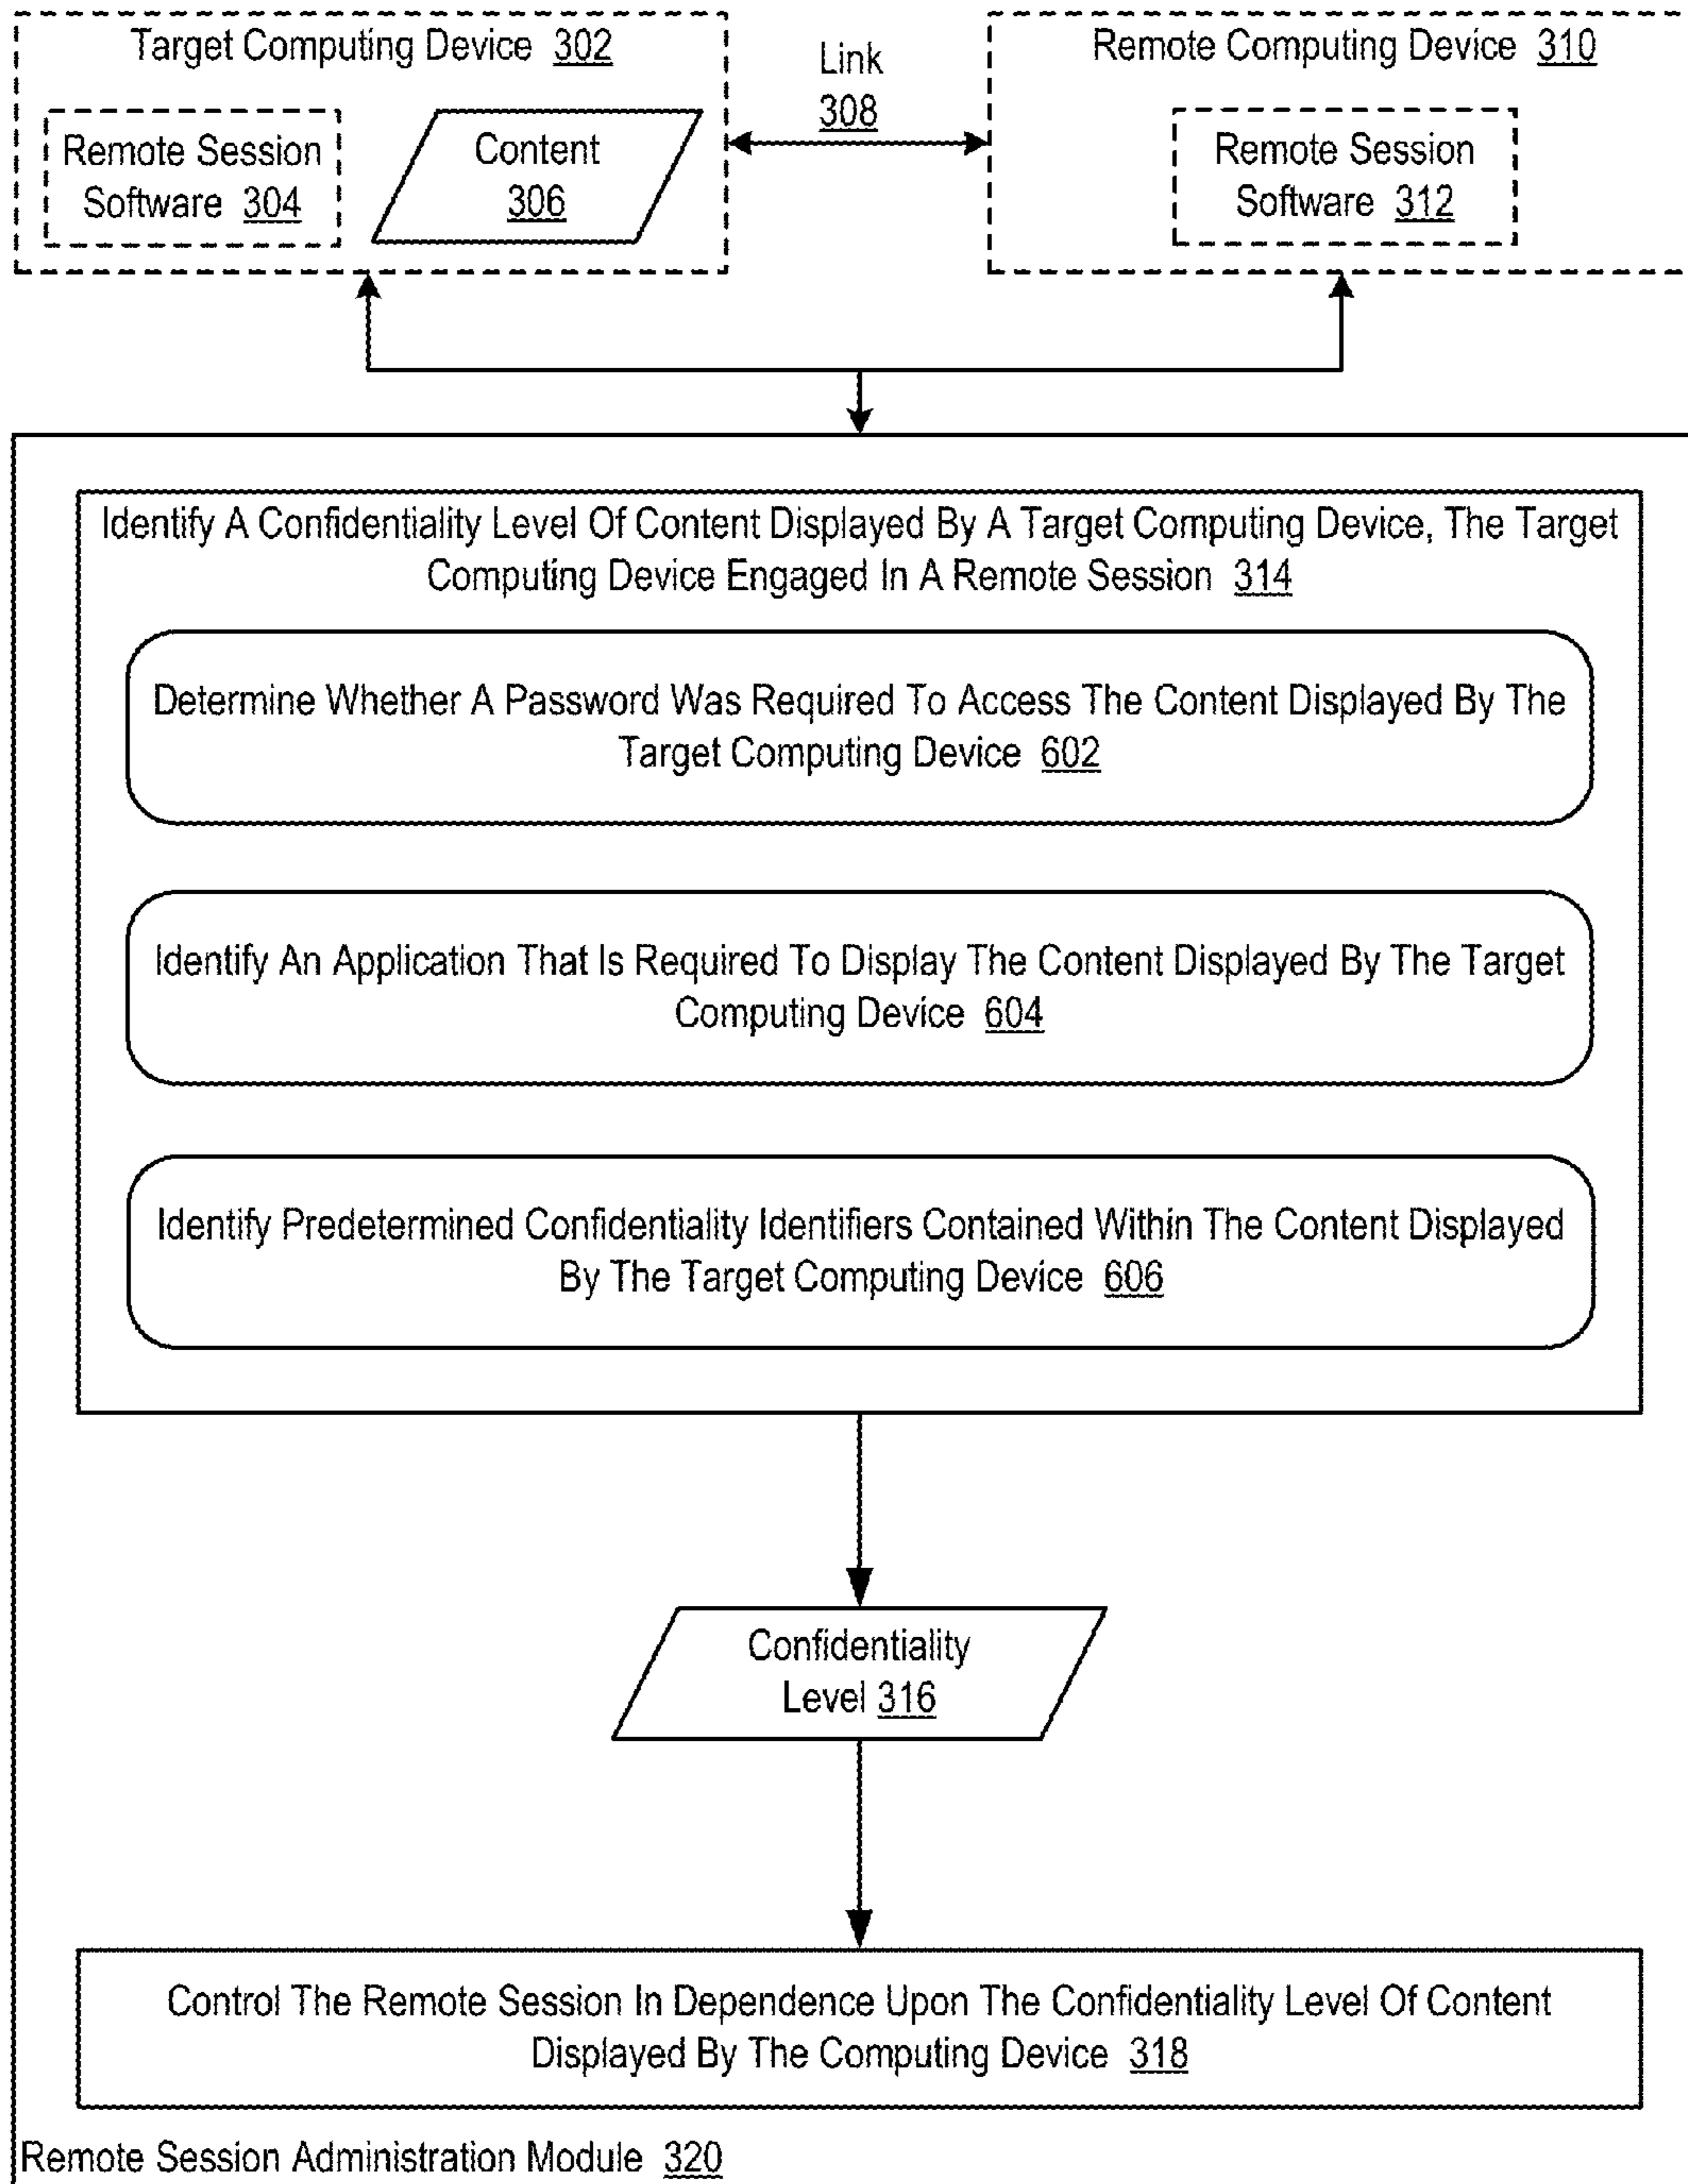 Target Computing Device 302
Link
308
Remote Computing Device 310
Remote Session
Software 304
Content
306
Remote Session
Software 312
Identify A Confidentiality Level Of Content Displayed By A Target Computing Device, The Target
Computing Device Engaged In A Remote Session 314
Determine Whether A Password Was Required To Access The Content Displayed By The
Target Computing Device 602
Identify An Application That Is Required To Display The Content Displayed By The Target
Computing Device 604
Identify Predetermined Confidentiality Identifiers Contained Within The Content Displayed
By The Target Computing Device 606
Confidentiality
Level 316
Control The Remote Session In Dependence Upon The Confidentiality Level Of Content
Displayed By The Computing Device 318
Remote Session Administration Module 320